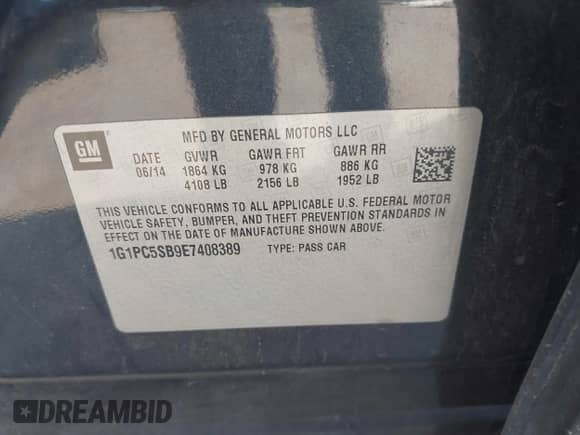 GM
MFD BY GENERAL MOTORS LLC
DATE GVWR GAWR FRT GAWR RR
06/14 1864 KG 978 KG 886 KG
4108 LB 2156 LB 1952 LB
THIS VEHICLE CONFORMS TO ALL APPLICABLE U.S. FEDERAL MOTOR
VEHICLE SAFETY, BUMPER, AND THEFT PREVENTION STANDARDS IN
EFFECT ON THE DATE OF MANUFACTURE SHOWN ABOVE.
1G1PC5SB9E7408389 TYPE: PASS CAR
DREAMBID